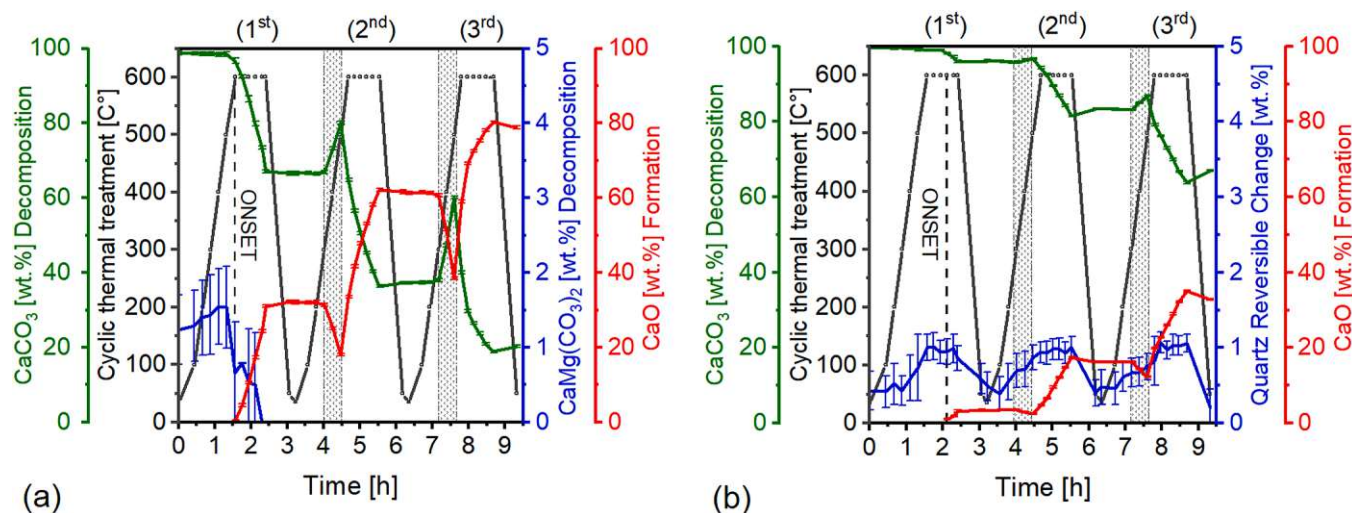 (1st) (2nd) (3rd)
100
80
60
40
20
0
CaCO3 [wt.%] Decomposition
600
500
400
300
200
100
0
Cyclic thermal treatment [C°]
ONSET
5
4
3
2
1
0
CaMg(CO3)2 [wt.%] Decomposition
100
80
60
40
20
0
CaO [wt.%] Formation
0 1 2 3 4 5 6 7 8 9
Time [h]
(a)
(1st) (2nd) (3rd)
100
80
60
40
20
0
CaCO3 [wt.%] Decomposition
600
500
400
300
200
100
0
Cyclic thermal treatment [C°]
ONSET
5
4
3
2
1
0
Quartz Reversible Change [wt.%]
100
80
60
40
20
0
CaO [wt.%] Formation
0 1 2 3 4 5 6 7 8 9
Time [h]
(b)